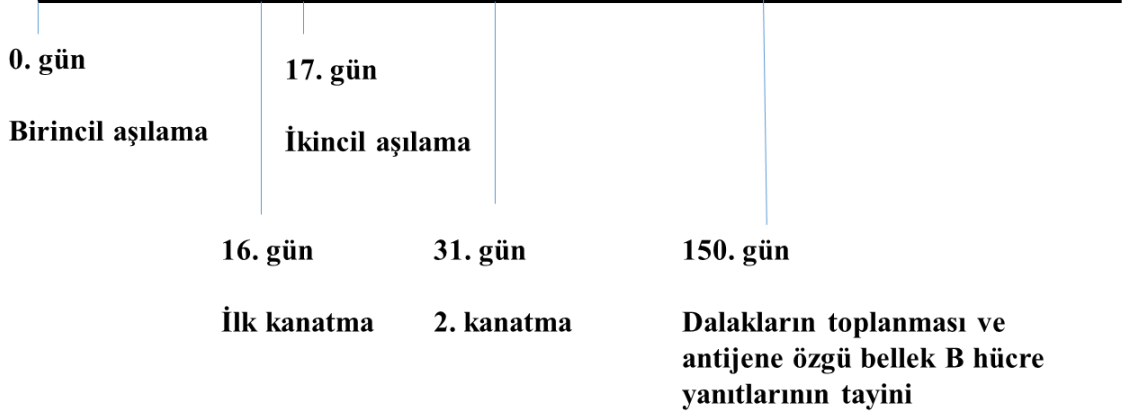 0. gün
Birincil aşılama
17. gün
İkincil aşılama
16. gün
İlk kanatma
31. gün
2. kanatma
150. gün
Dalakların toplanması ve
antijene özgü bellek B hücre
yanıtlarının tayini